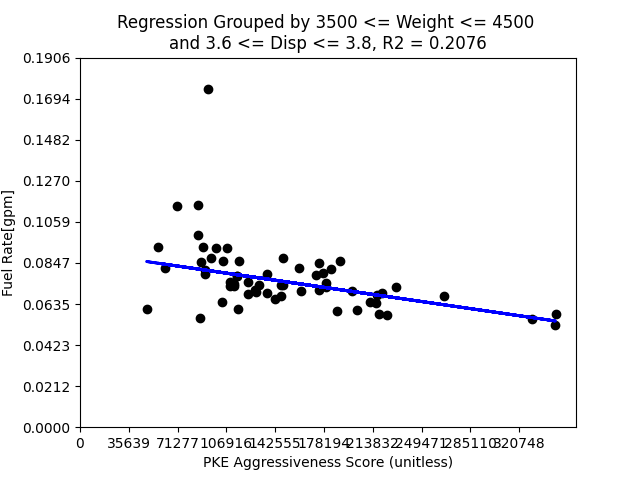 Regression Grouped by 3500 <= Weight <= 4500
and 3.6 <= Disp <= 3.8, R2 = 0.2076
0.1906
0.1694
0.1482
0.1270
0.1059
0.0847
0.0635
0.0423
0.0212
0.0000
Fuel Rate[gpm]
0 35639 71277 106916 142555 178194 213832 249471 285110 320748
PKE Aggressiveness Score (unitless)